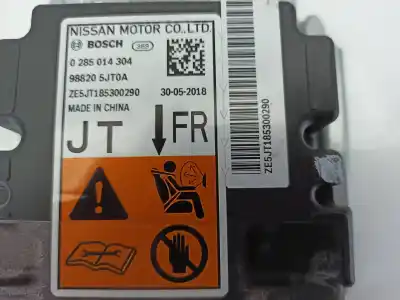 NISSAN MOTOR CO.,LTD.
BOSCH 265
0 285 014 304
98820 5JT0A
ZE5JT185300290 30-05-2018
MADE IN CHINA
JT FR
ZE5JT185300290